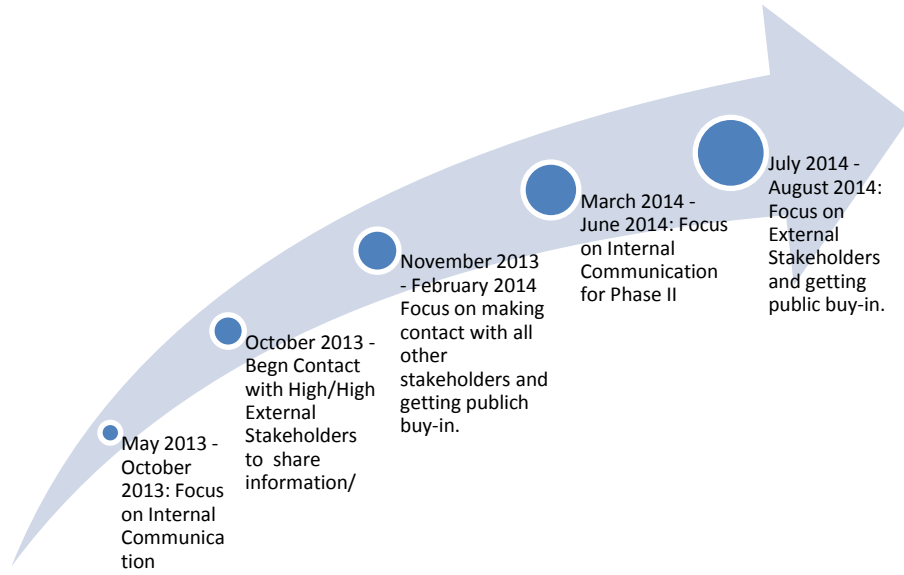 May 2013 -
October
2013: Focus
on Internal
Communica
tion
October 2013 -
Begn Contact
with High/High
External
Stakeholders
to share
information/
November 2013
- February 2014
Focus on making
contact with all
other
stakeholders and
getting publich
buy-in.
March 2014 -
June 2014: Focus
on Internal
Communication
for Phase II
July 2014 -
August 2014:
Focus on
External
Stakeholders
and getting
public buy-in.